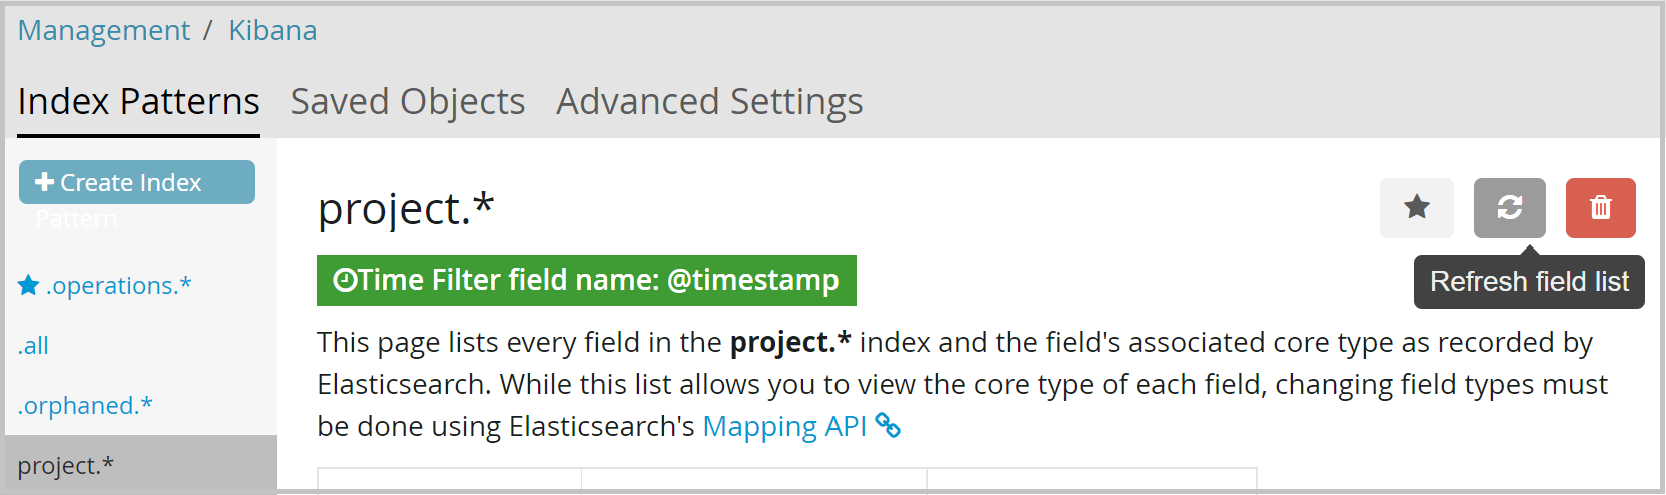 Management / Kibana
Index Patterns Saved Objects Advanced Settings
Create Index
Pattern
.operations.*
.all
.orphaned.*
project.*
project.*
Refresh field list
Time Filter field name: @timestamp
This page lists every field in the project.* index and the field's associated core type as recorded by
Elasticsearch. While this list allows you to view the core type of each field, changing field types must
be done using Elasticsearch's Mapping API